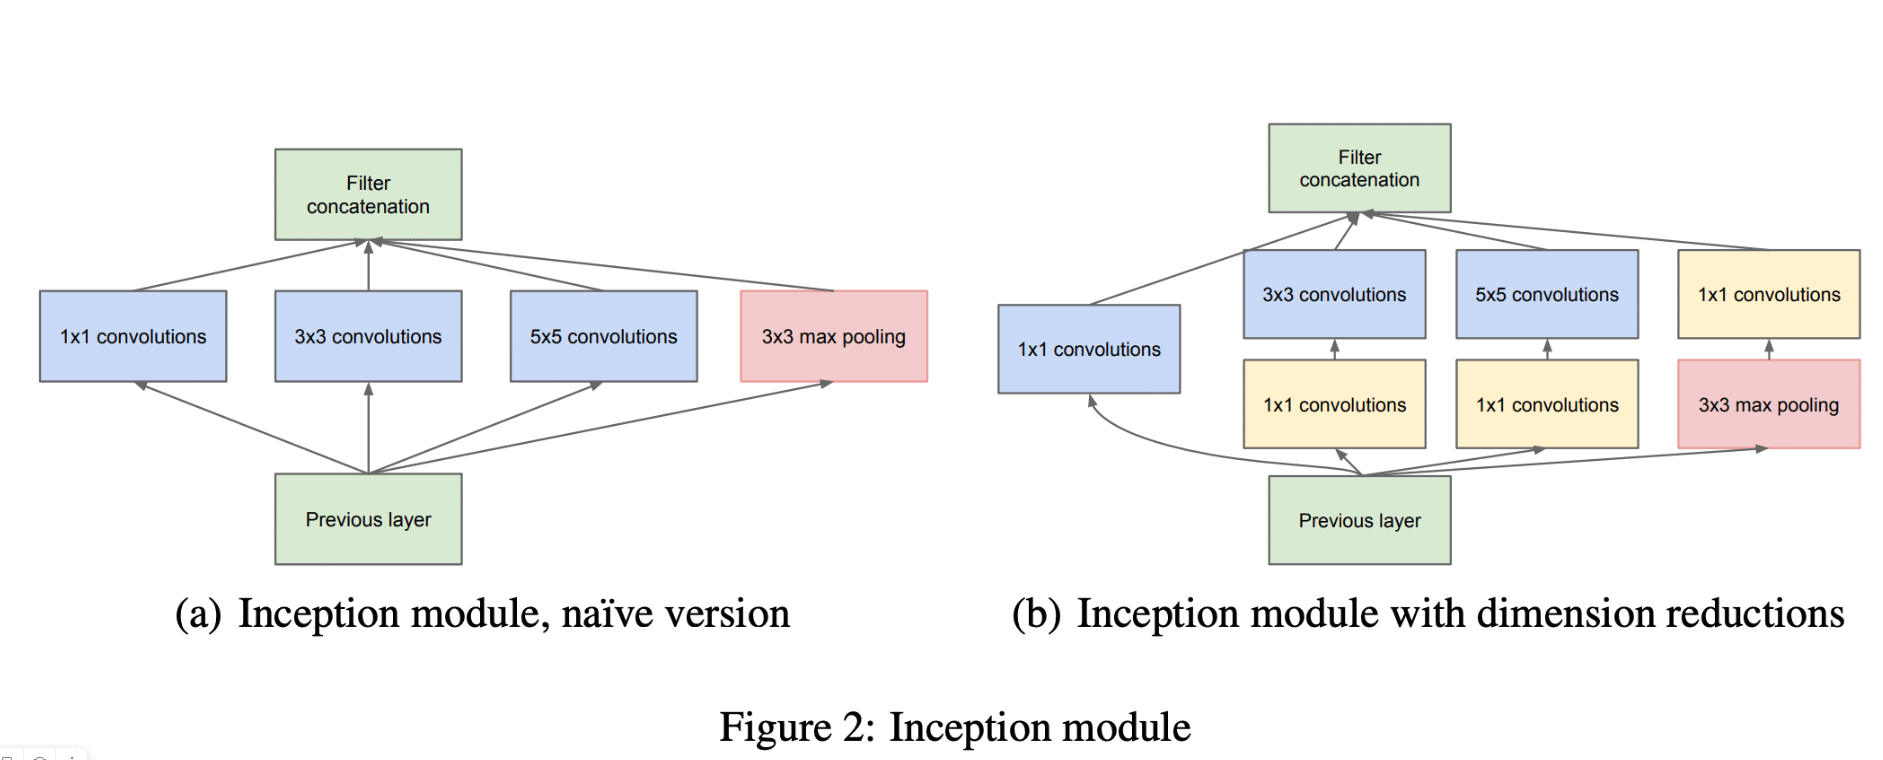 Filter
concatenation
1x1 convolutions
3x3 convolutions
5x5 convolutions
3x3 max pooling
Previous layer
(a) Inception module, naïve version
Filter
concatenation
3x3 convolutions
5x5 convolutions
1x1 convolutions
1x1 convolutions
1x1 convolutions
1x1 convolutions
3x3 max pooling
Previous layer
(b) Inception module with dimension reductions
Figure 2: Inception module